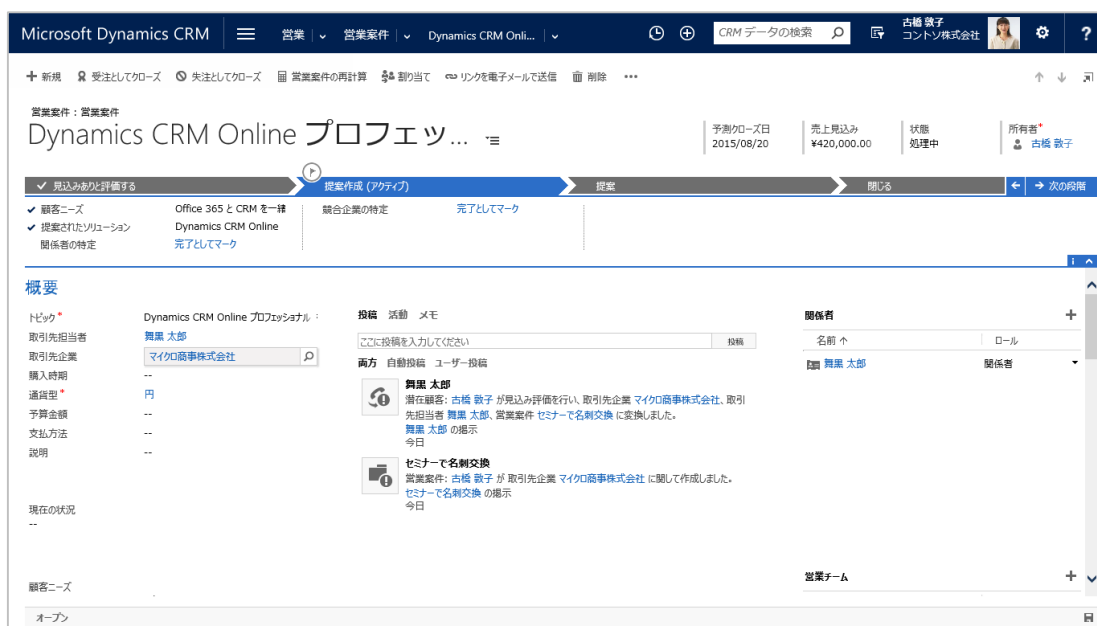 Microsoft Dynamics CRM 営業 営業案件 Dynamics CRM Onli... CRM データの検索 古橋 敦子 コントソ株式会社 ?
新規 受注としてクローズ 失注としてクローズ 営業案件の再計算 割り当て リンクを電子メールで送信 削除 •••
営業案件 : 営業案件
Dynamics CRM Online プロフェッツ...
予測クローズ日 売上見込み 状態 所有者*
2015/08/20 ¥420,000.00 処理中 古橋 敦子
見込みありと評価する 提案作成 (アクティブ) 提案 閉じる 次の段階
顧客ニーズ Office 365 と CRM を一緒 競合企業の特定 完了としてマーク
提案されたソリューション Dynamics CRM Online
関係者の特定 完了としてマーク
概要
トピック* Dynamics CRM Online プロフェッショナル
取引先担当者 舞黒 太郎
取引先企業 マイクロ商事株式会社
購入時期 --
通貨型* 円
予算金額 --
支払方法 --
説明 --
現在の状況
--
顧客ニーズ
投稿 活動 メモ
ここに投稿を入力してください 投稿
両方 自動投稿 ユーザー投稿
舞黒 太郎
潜在顧客: 古橋 敦子 が見込み評価を行い、取引先企業 マイクロ商事株式会社、取引
先担当者 舞黒 太郎、営業案件 セミナーで名刺交換 に変換しました。
舞黒 太郎 の掲示
今日
セミナーで名刺交換
営業案件: 古橋 敦子 が 取引先企業 マイクロ商事株式会社 に関して作成しました。
セミナーで名刺交換 の掲示
今日
関係者
名前 ロール
舞黒 太郎 関係者
営業チーム
オープン